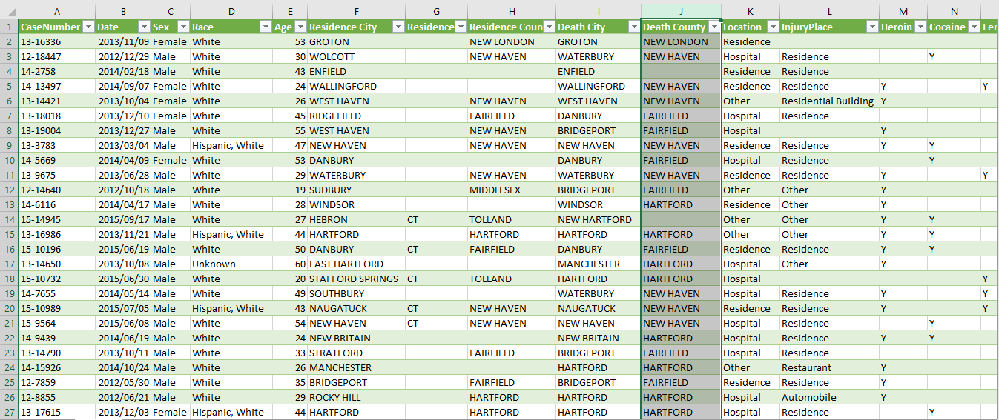 A B C D E F G H I J K L M N
1 CaseNumber Date Sex Race Age Residence City Residence Residence Coun Death City Death County Location InjuryPlace Heroin Cocaine Fer
2 13-16336 2013/11/09 Female White 53 GROTON NEW LONDON GROTON NEW LONDON Residence
3 12-18447 2012/12/29 Male White 30 WOLCOTT NEW HAVEN WATERBURY NEW HAVEN Hospital Residence Y
4 14-2758 2014/02/18 Male White 43 ENFIELD ENFIELD Residence Residence
5 14-13497 2014/09/07 Female White 24 WALLINGFORD WALLINGFORD NEW HAVEN Residence Residence Y Y
6 13-14421 2013/10/04 Female White 26 WEST HAVEN NEW HAVEN WEST HAVEN NEW HAVEN Other Residential Building Y
7 13-18018 2013/12/10 Female White 45 RIDGEFIELD FAIRFIELD DANBURY FAIRFIELD Hospital Residence
8 13-19004 2013/12/27 Male White 55 WEST HAVEN NEW HAVEN BRIDGEPORT FAIRFIELD Hospital Y
9 13-3783 2013/03/04 Male Hispanic, White 47 NEW HAVEN NEW HAVEN NEW HAVEN NEW HAVEN Residence Residence Y Y
10 14-5669 2014/04/09 Female White 53 DANBURY DANBURY FAIRFIELD Hospital Residence Y
11 13-9675 2013/06/28 Male White 29 WATERBURY NEW HAVEN WATERBURY NEW HAVEN Residence Residence Y Y
12 12-14640 2012/10/18 Male White 19 SUDBURY MIDDLESEX BRIDGEPORT FAIRFIELD Other Other Y
13 14-6116 2014/04/17 Male White 28 WINDSOR WINDSOR HARTFORD Residence Other Y
14 15-14945 2015/09/17 Male White 27 HEBRON CT TOLLAND NEW HARTFORD Other Other Y Y
15 13-16986 2013/11/21 Male Hispanic, White 44 HARTFORD HARTFORD HARTFORD HARTFORD Other Other Y Y
16 15-10196 2015/06/19 Male White 50 DANBURY CT FAIRFIELD DANBURY FAIRFIELD Residence Residence Y Y
17 13-14650 2013/10/08 Male Unknown 60 EAST HARTFORD MANCHESTER HARTFORD Hospital Other Y
18 15-10732 2015/06/30 Male White 20 STAFFORD SPRINGS CT TOLLAND HARTFORD HARTFORD Hospital Y
19 14-7655 2014/05/14 Male White 49 SOUTHBURY WATERBURY NEW HAVEN Hospital Residence Y Y
20 15-10989 2015/07/05 Male Hispanic, White 43 NAUGATUCK CT NEW HAVEN NAUGATUCK NEW HAVEN Residence Residence Y Y
21 15-9564 2015/06/08 Male White 54 NEW HAVEN CT NEW HAVEN NEW HAVEN NEW HAVEN Hospital Residence Y
22 14-9439 2014/06/19 Male White 24 NEW BRITAIN NEW BRITAIN HARTFORD Hospital Residence Y Y
23 13-14790 2013/10/11 Male White 33 STRATFORD FAIRFIELD BRIDGEPORT FAIRFIELD Hospital Residence
24 14-15926 2014/10/24 Male White 26 MANCHESTER HARTFORD HARTFORD Other Restaurant Y
25 12-7859 2012/05/30 Male White 35 BRIDGEPORT FAIRFIELD BRIDGEPORT FAIRFIELD Residence Residence Y
26 12-8855 2012/06/21 Male White 29 ROCKY HILL HARTFORD HARTFORD HARTFORD Hospital Automobile Y
27 13-17615 2013/12/03 Female Hispanic, White 44 HARTFORD HARTFORD HARTFORD HARTFORD Hospital Residence Y